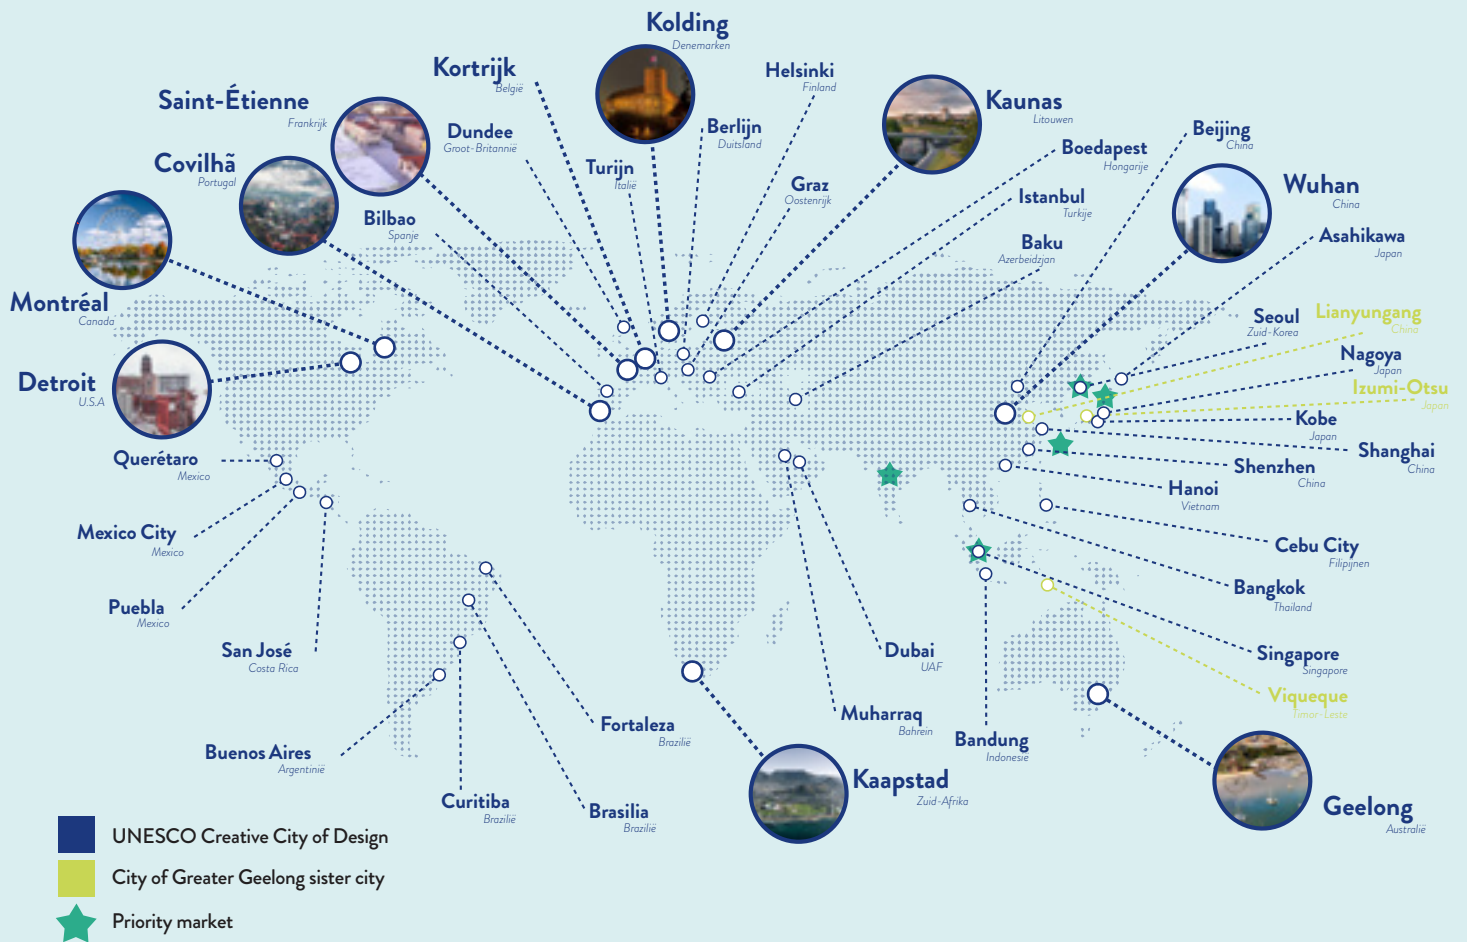 Kolding
Denemarken
Kortrijk
België
Helsinki
Finland
Saint-Étienne
Frankrijk
Kaunas
Litouwen
Dundee
Groot-Britannië
Berlijn
Duitsland
Beijing
China
Boedapest
Hongarije
Covilhã
Portugal
Turijn
Italië
Graz
Oostenrijk
Istanbul
Turkije
Wuhan
China
Bilbao
Spanje
Baku
Azerbeidzjan
Asahikawa
Japan
Montréal
Canada
Seoul
Zuid-Korea
Lianyungang
China
Nagoya
Japan
Detroit
U.S.A
Izumi-Otsu
Japan
Kobe
Japan
Querétaro
Mexico
Shanghai
China
Shenzhen
China
Hanoi
Vietnam
Mexico City
Mexico
Cebu City
Filipijnen
Bangkok
Thailand
Puebla
Mexico
San José
Costa Rica
Dubai
UAF
Singapore
Singapore
Viqueque
Timor-Leste
Muharraq
Bahrein
Fortaleza
Brazilië
Bandung
Indonesië
Buenos Aires
Argentinië
Kaapstad
Zuid-Afrika
Curitiba
Brazilië
Brasilia
Brazilië
Geelong
Australië
UNESCO Creative City of Design
City of Greater Geelong sister city
Priority market